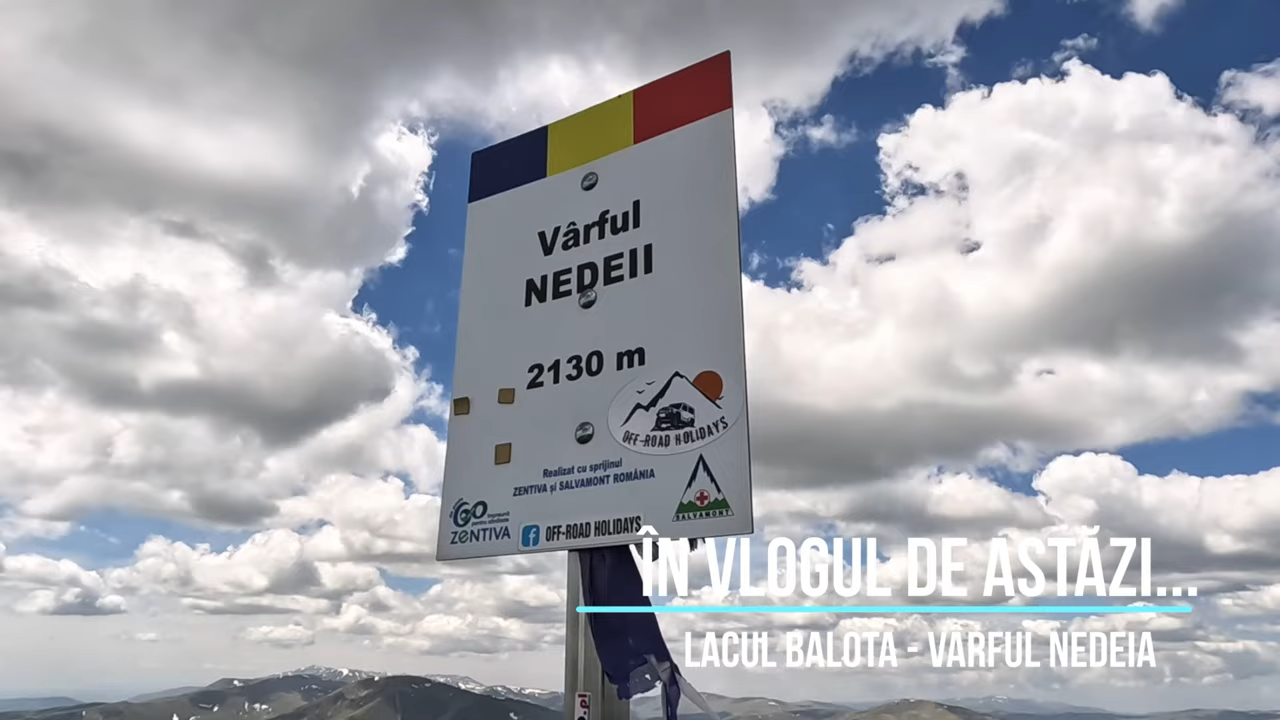 Vârful
NEDEII
2130 m
OFF-ROAD HOLIDAYS
Realizat cu sprijinul
ZENTIVA și SALVAMONT ROMÂNIA
SALVAMONT
ZENTIVA
f OFF-ROAD HOLIDAYS
ÎN VLOGUL DE ASTĂZI...
LACUL BALOTA - VARFUL NEDEIA